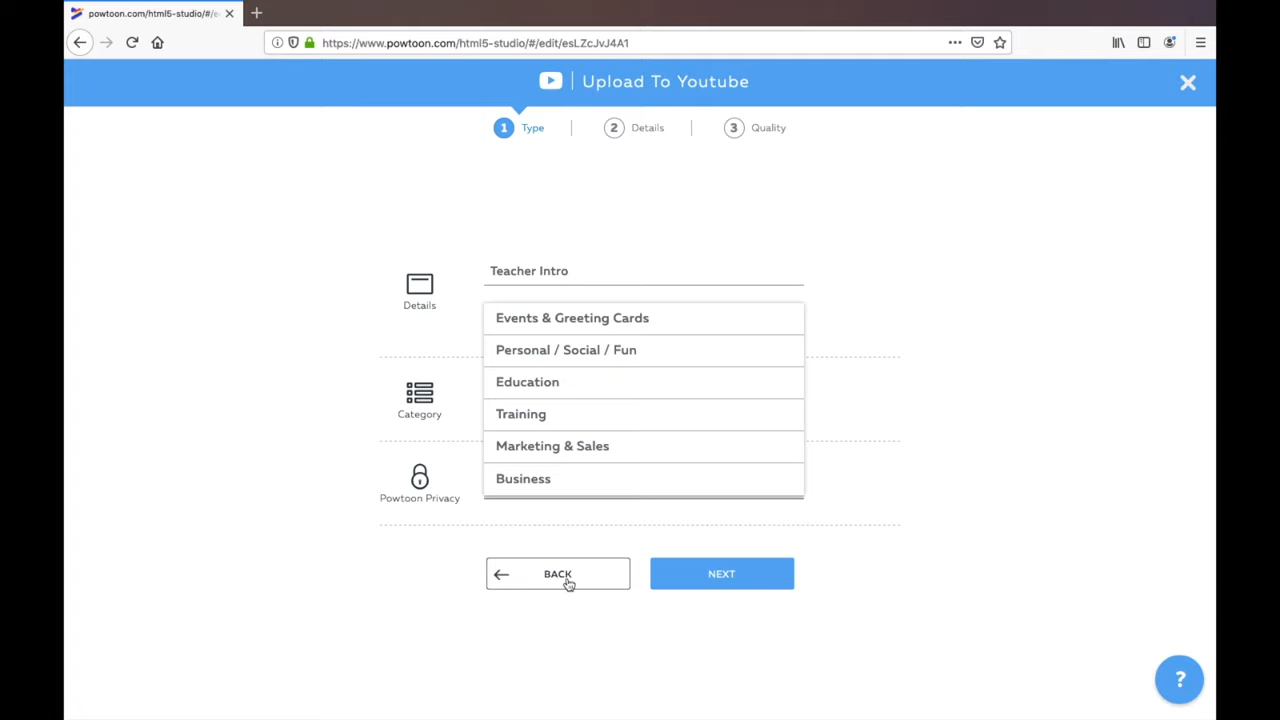 powtoon.com/html5-studio/#/e
https://www.powtoon.com/html5-studio/#/edit/esLZcJvJ4A1
Upload To Youtube
1 Type
2 Details
3 Quality
Teacher Intro
Details
Events & Greeting Cards
Personal / Social / Fun
Education
Training
Category
Marketing & Sales
Business
Powtoon Privacy
BACK
NEXT
?